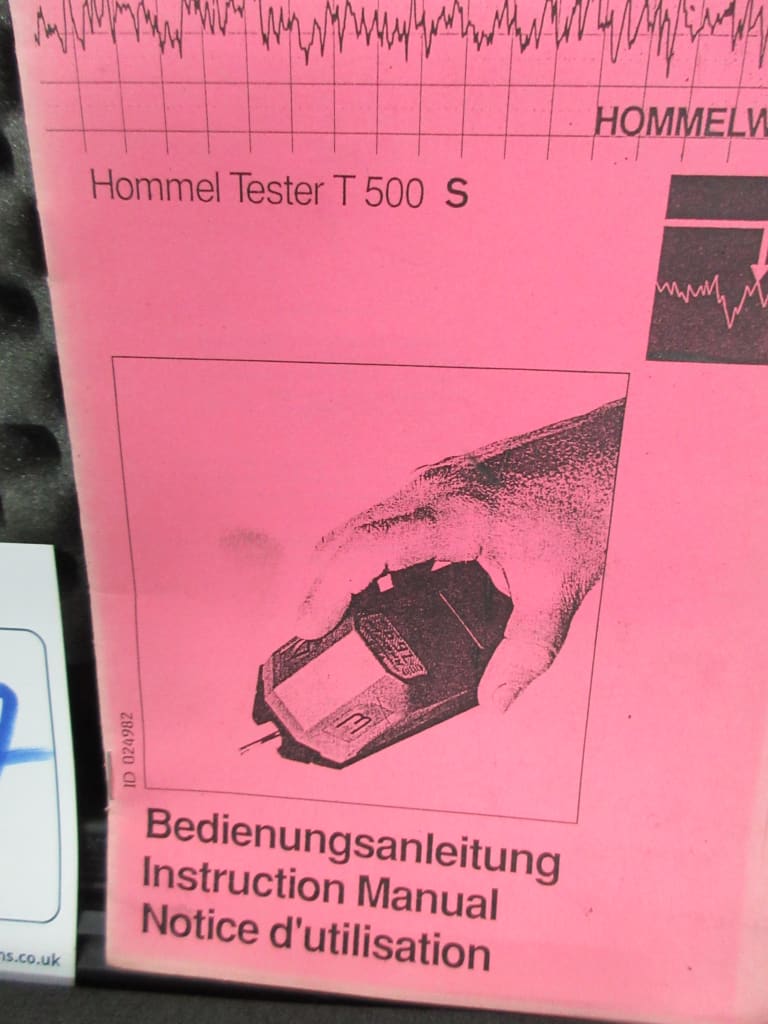 HOMMELW
Hommel Tester T 500 S
ID 024982
Bedienungsanleitung
Instruction Manual
Notice d'utilisation
ns.co.uk